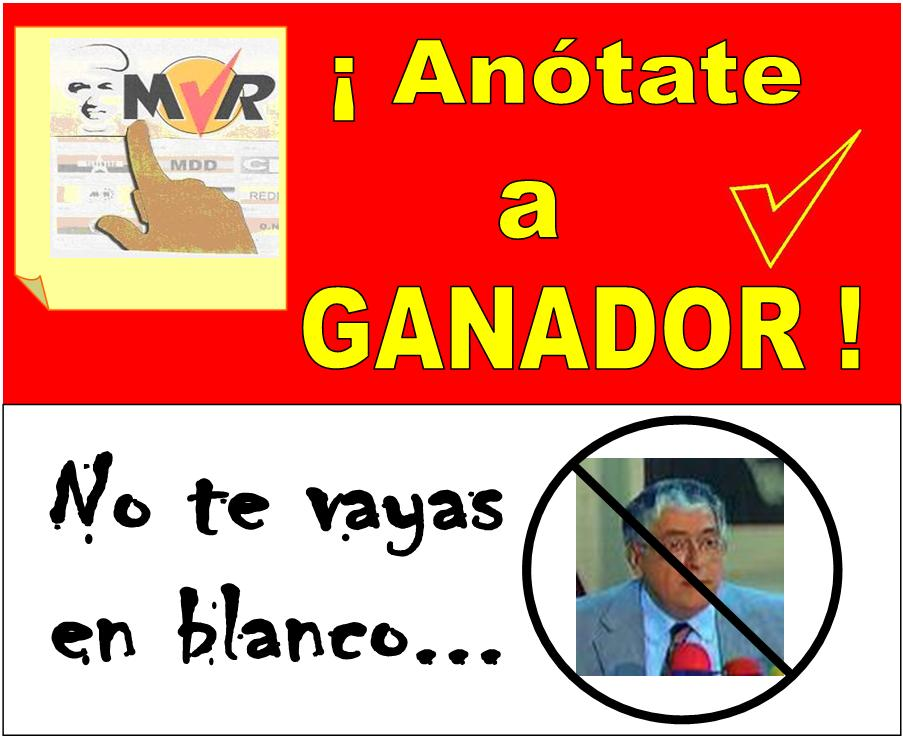 MVR
MDD
¡ Anótate
a
GANADOR !
No te vayas
en blanco...